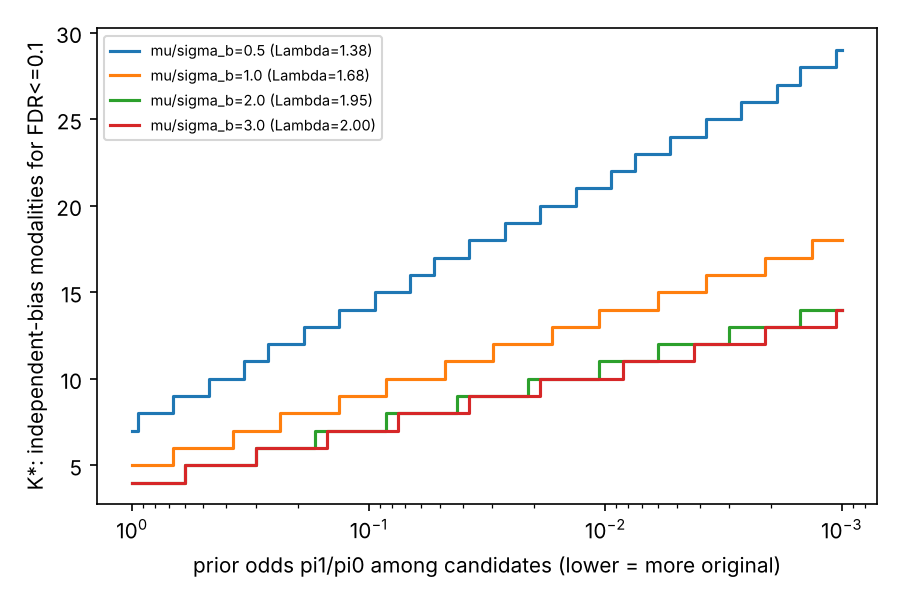 30
25
20
15
10
5
K*: independent-bias modalities for FDR<=0.1
mu/sigma_b=0.5 (Lambda=1.38)
mu/sigma_b=1.0 (Lambda=1.68)
mu/sigma_b=2.0 (Lambda=1.95)
mu/sigma_b=3.0 (Lambda=2.00)
10⁰ 10⁻¹ 10⁻² 10⁻³
prior odds pi1/pi0 among candidates (lower = more original)